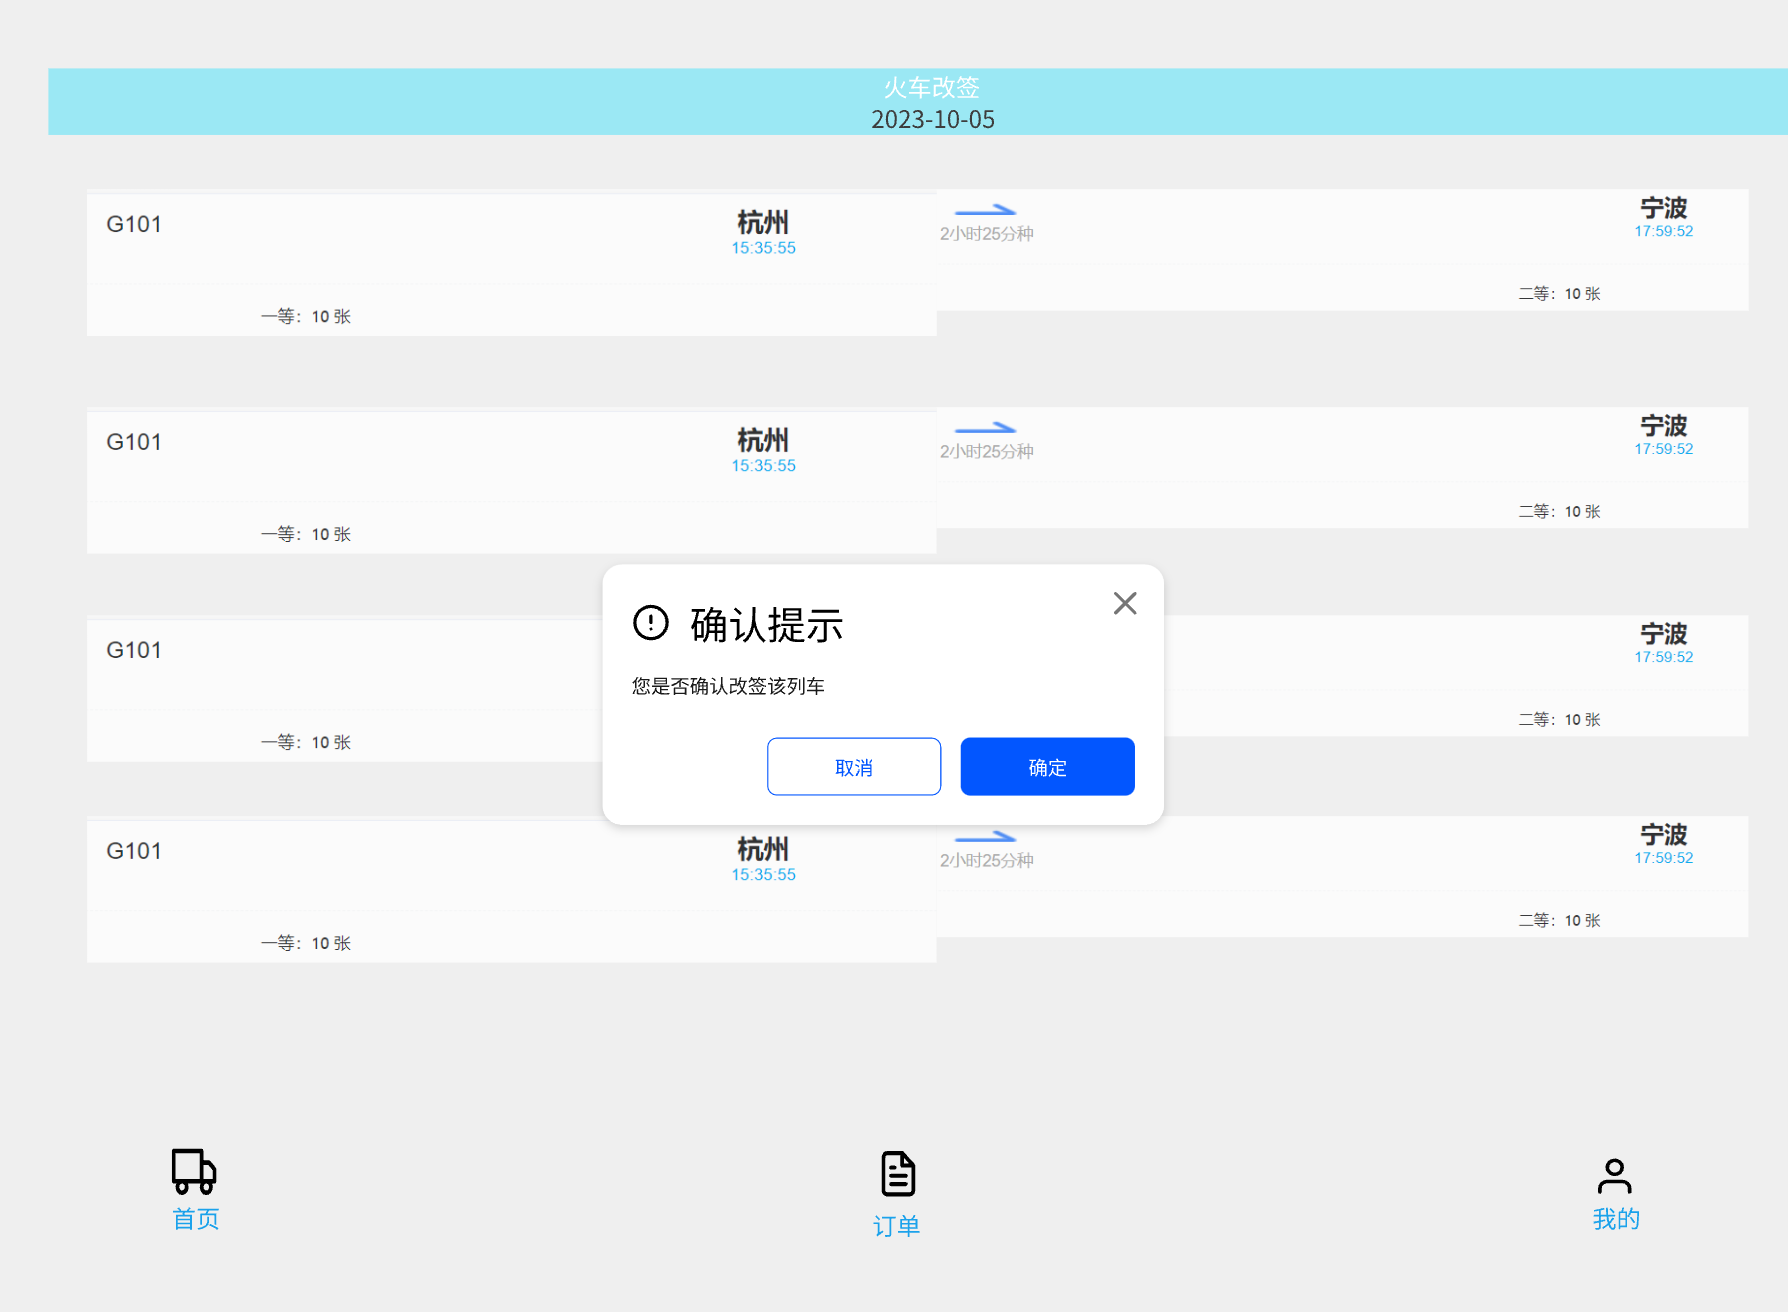 火车改签
2023-10-05
G101
杭州
15:35:55
2小时25分种
宁波
17:59:52
一等：10 张
二等：10 张
G101
杭州
15:35:55
2小时25分种
宁波
17:59:52
一等：10 张
二等：10 张
G101
宁波
17:59:52
一等：10 张
二等：10 张
确认提示
您是否确认改签该列车
取消
确定
G101
杭州
15:35:55
2小时25分种
宁波
17:59:52
一等：10 张
二等：10 张
首页
订单
我的